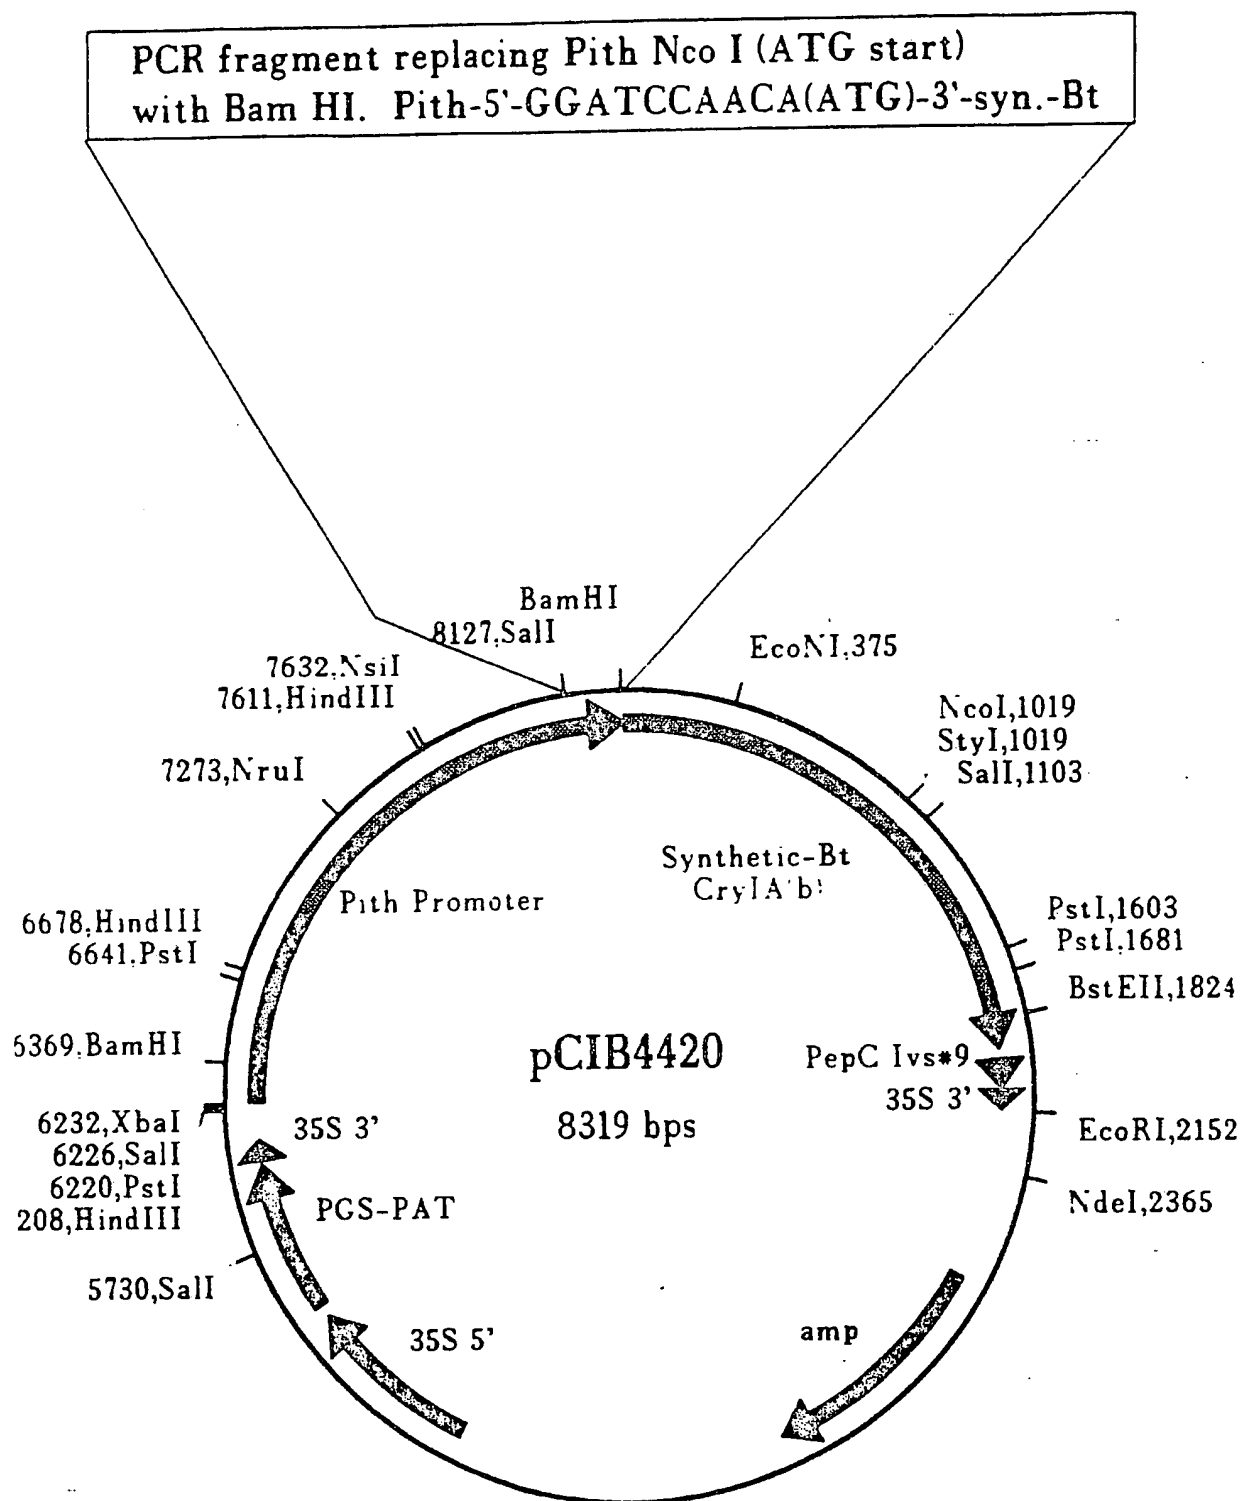 PCR fragment replacing Pith Nco I (ATG start)
with Bam HI. Pith-5'-GGATCCAACA(ATG)-3'-syn.-Bt
BamHI
8127,SalI
EcoNI,375
7632,NsiI
7611,HindIII
NcoI,1019
StyI,1019
SalI,1103
7273,NruI
Synthetic-Bt
CryIA(b)
Pith Promoter
PstI,1603
PstI,1681
6678,HindIII
6641,PstI
BstEII,1824
5369,BamHI
pCIB4420
8319 bps
PepC Ivs#9
35S 3'
EcoRI,2152
6232,XbaI
6226,SalI
6220,PstI
208,HindIII
35S 3'
PGS-PAT
NdeI,2365
5730,SalI
35S 5'
amp